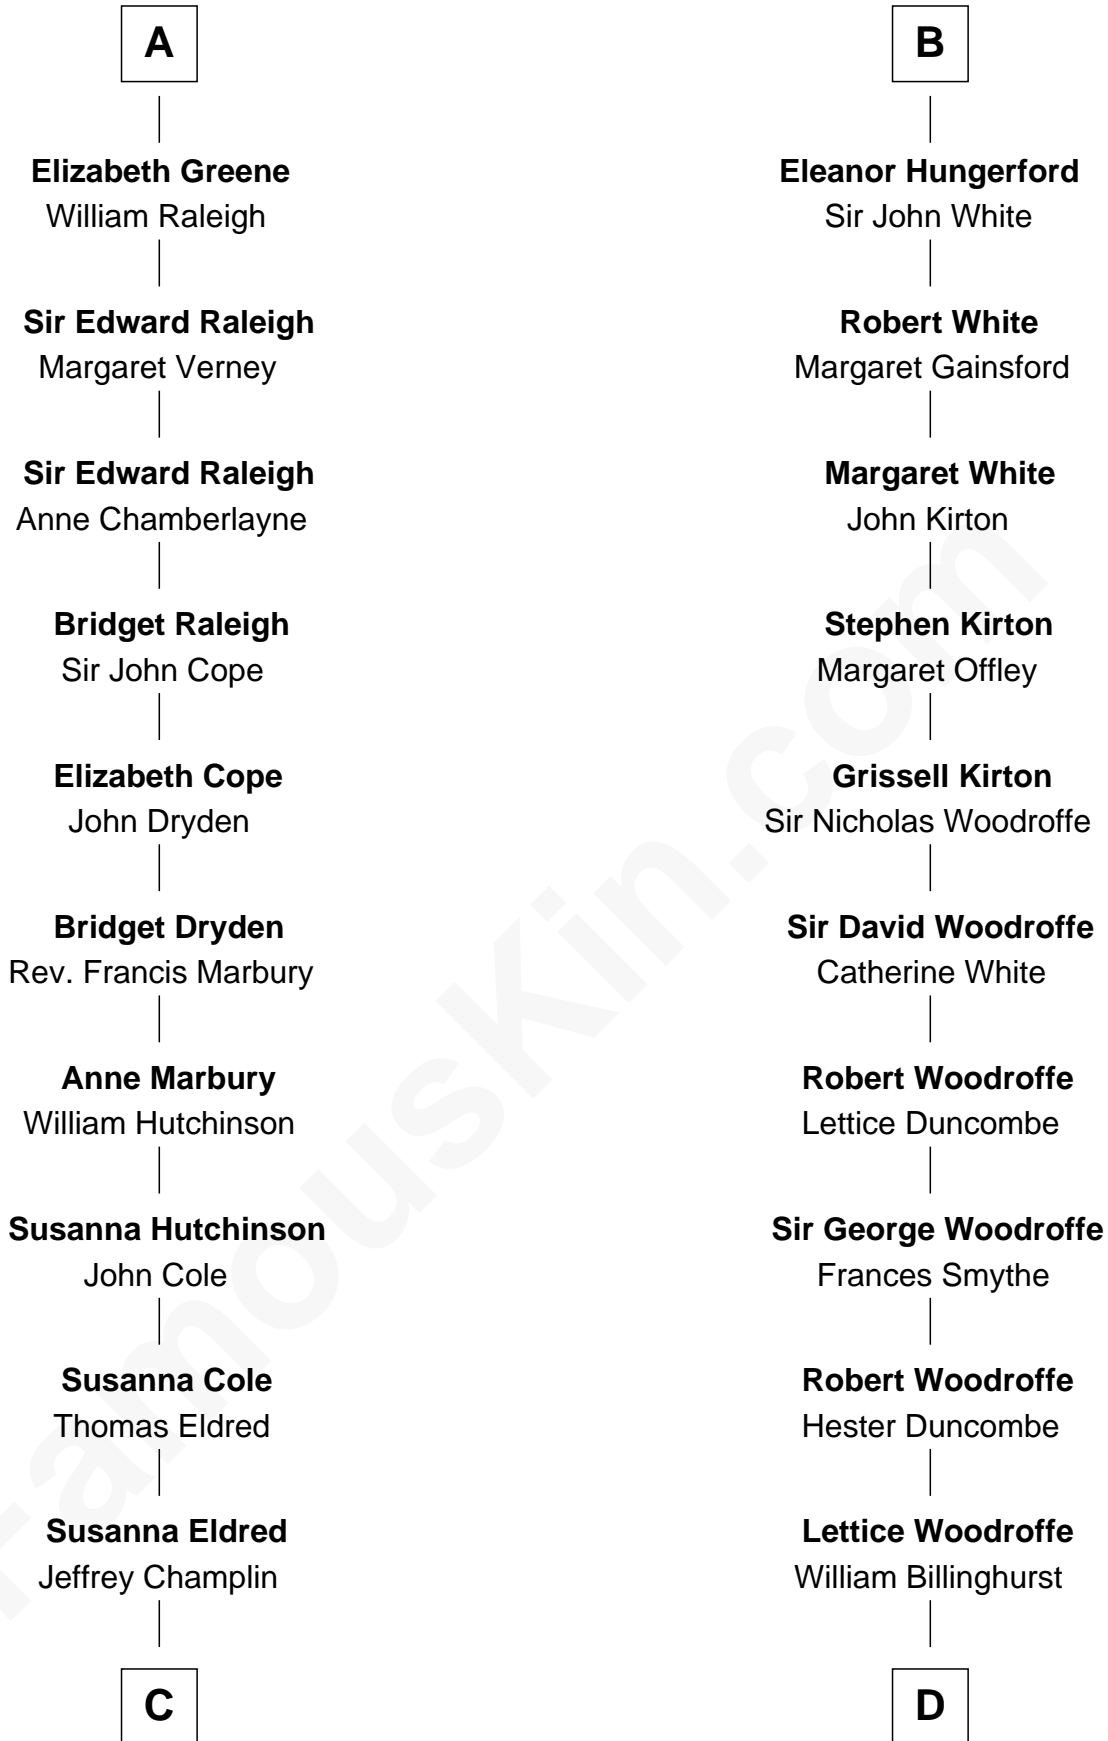 A
Elizabeth Greene
William Raleigh
Sir Edward Raleigh
Margaret Verney
Sir Edward Raleigh
Anne Chamberlayne
Bridget Raleigh
Sir John Cope
Elizabeth Cope
John Dryden
Bridget Dryden
Rev. Francis Marbury
Anne Marbury
William Hutchinson
Susanna Hutchinson
John Cole
Susanna Cole
Thomas Eldred
Susanna Eldred
Jeffrey Champlin
C
B
Eleanor Hungerford
Sir John White
Robert White
Margaret Gainsford
Margaret White
John Kirton
Stephen Kirton
Margaret Offley
Grissell Kirton
Sir Nicholas Woodroffe
Sir David Woodroffe
Catherine White
Robert Woodroffe
Lettice Duncombe
Sir George Woodroffe
Frances Smythe
Robert Woodroffe
Hester Duncombe
Lettice Woodroffe
William Billinghurst
D
FamousKin.com